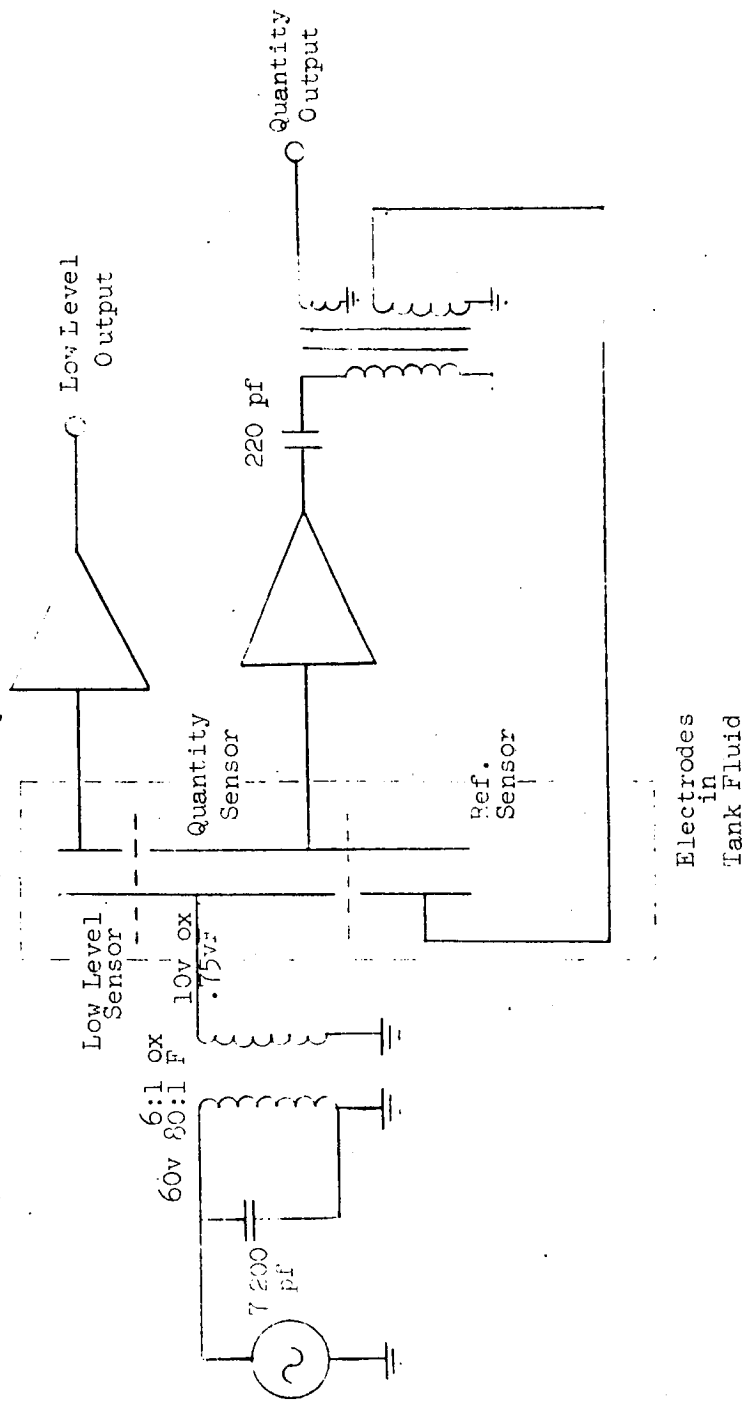 Low Level
Output
Quantity
Output
220 pf
Low Level
Sensor
Quantity
Sensor
Ref.
Sensor
10v ox
.75vF
6:1 ox
60v 80:1 F
7200
pf
Electrodes
in
Tank Fluid